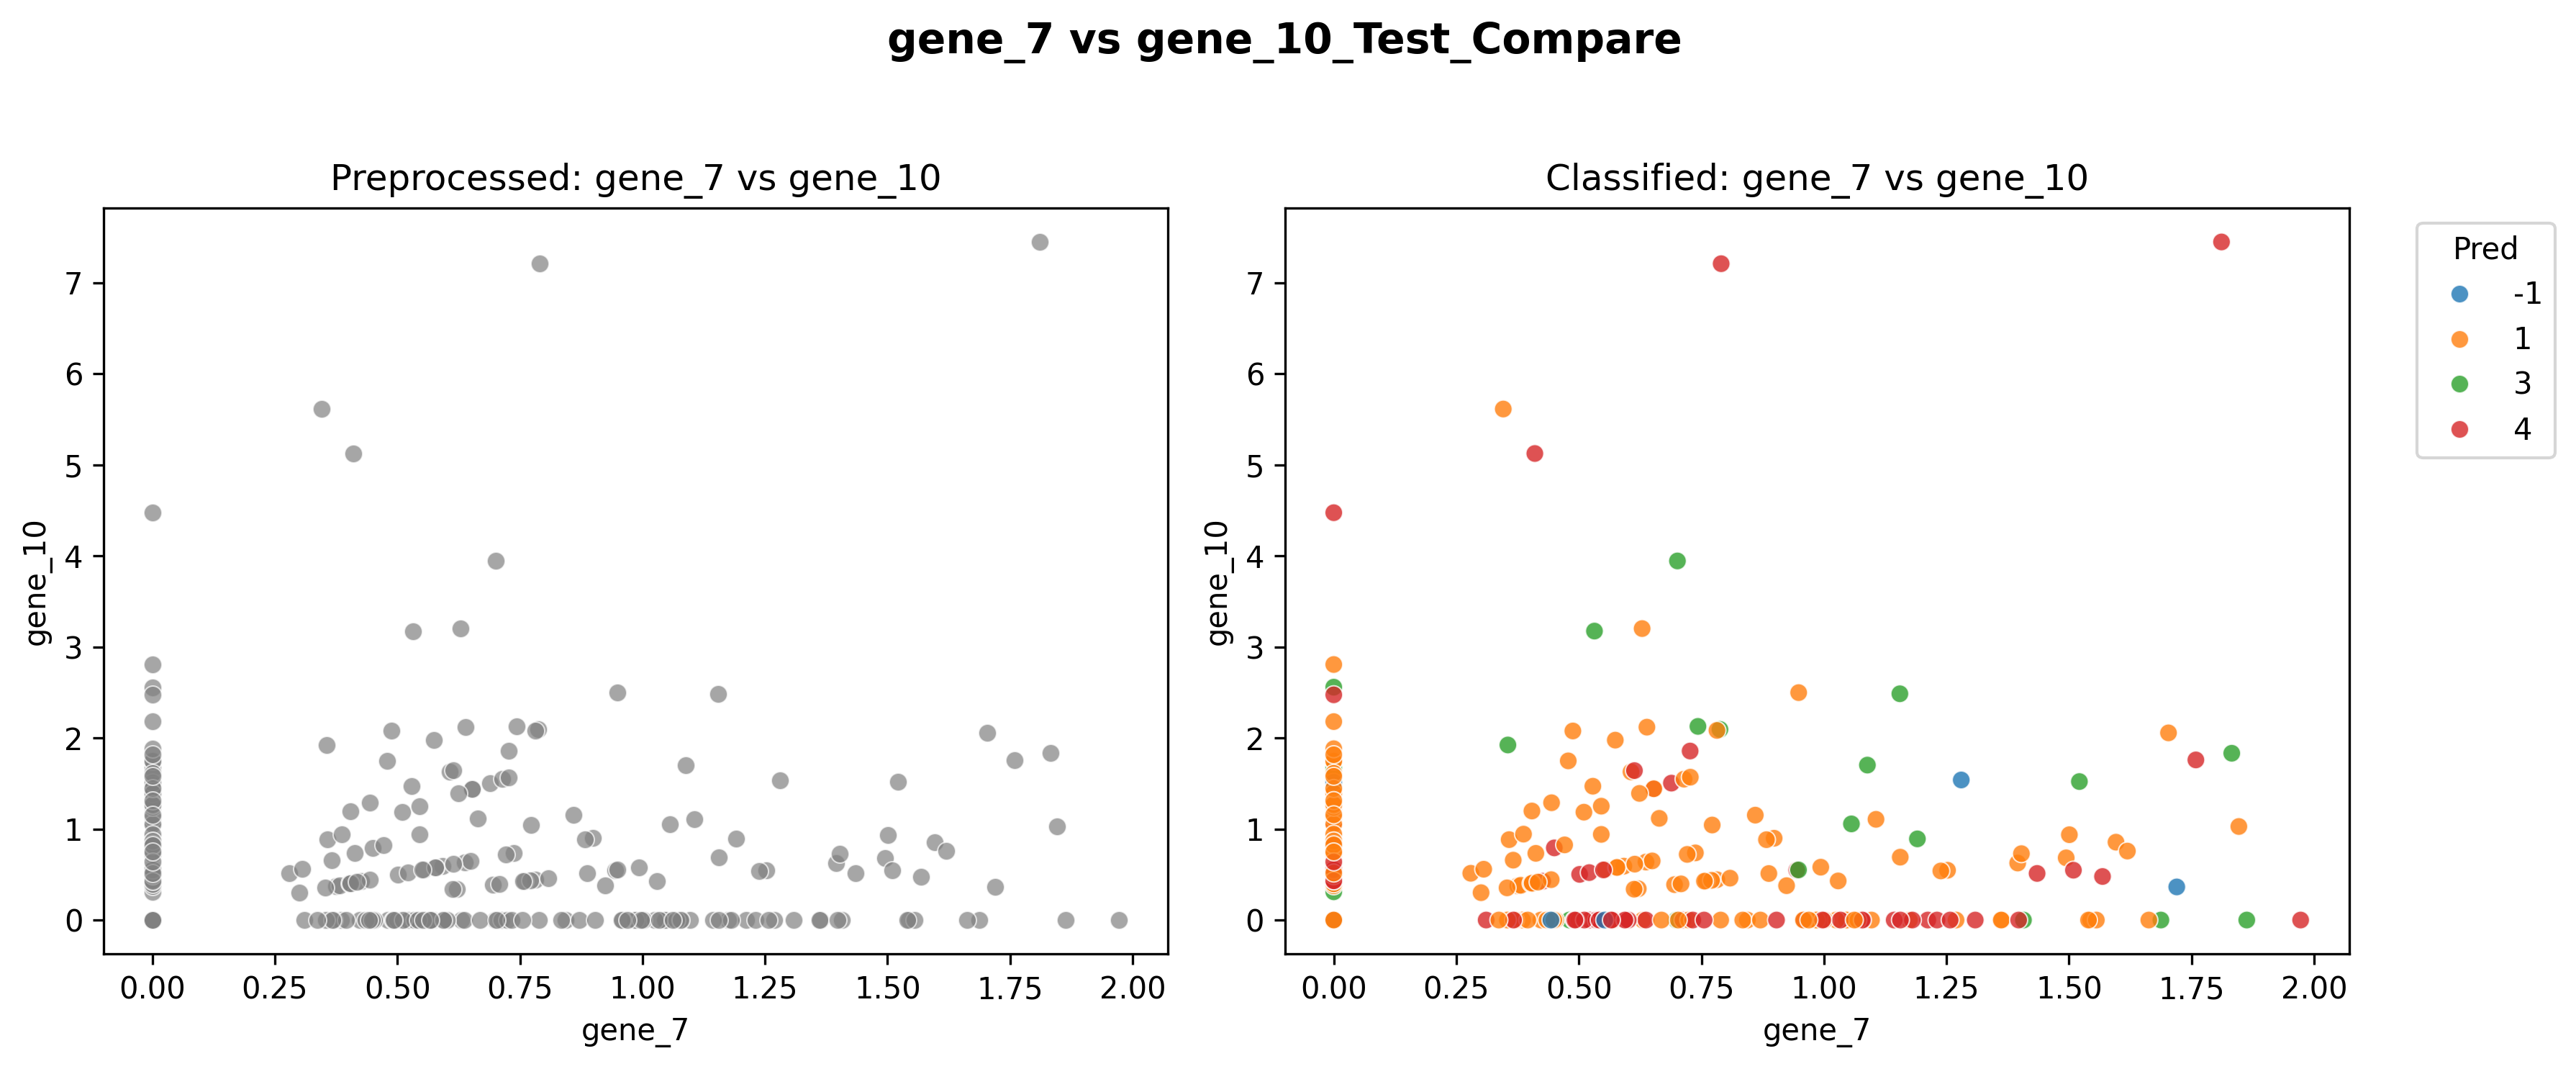 gene_7 vs gene_10_Test_Compare
Preprocessed: gene_7 vs gene_10
7
6
5
4
3
2
1
0
gene_10
0.00 0.25 0.50 0.75 1.00 1.25 1.50 1.75 2.00
gene_7
Classified: gene_7 vs gene_10
7
6
5
4
3
2
1
0
gene_10
0.00 0.25 0.50 0.75 1.00 1.25 1.50 1.75 2.00
gene_7
Pred
-1
1
3
4